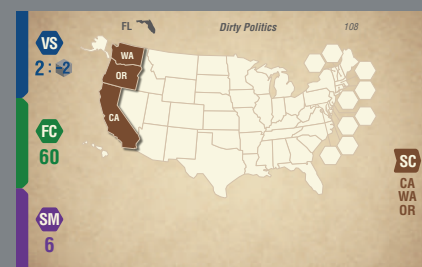 FL Dirty Politics 108
VS
2 : -2
WA
OR
CA
FC
60
SC
CA
WA
OR
SM
6